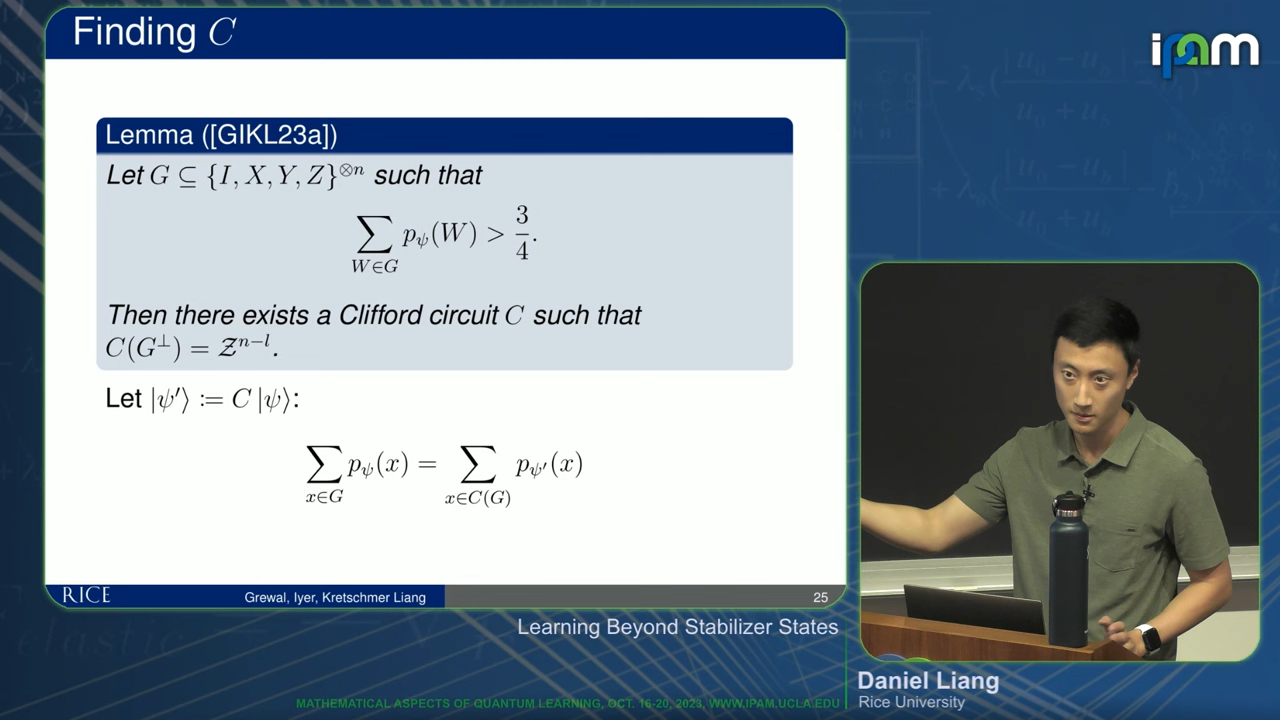 Finding C
ipam
Lemma ([GIKL23a])
Let G ⊆ {I, X, Y, Z}^{⊗n} such that
∑_{W∈G} p_ψ(W) > 3/4.
Then there exists a Clifford circuit C such that
C(G^⊥) = 𝒵^{n−l}.
Let |ψ′⟩ := C |ψ⟩:
∑_{x∈G} p_ψ(x) = ∑_{x∈C(G)} p_{ψ′}(x)
RICE
Grewal, Iyer, Kretschmer Liang
25
Learning Beyond Stabilizer States
Daniel Liang
Rice University
MATHEMATICAL ASPECTS OF QUANTUM LEARNING, OCT. 16-20, 2023, WWW.IPAM.UCLA.EDU